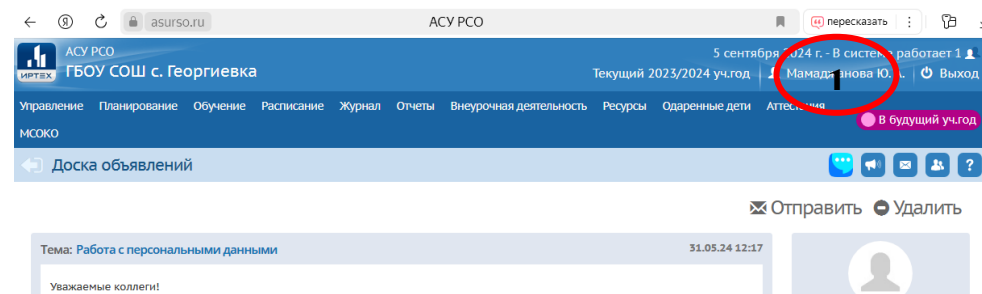 asurso.ru АСУ РСО пересказать
АСУ РСО 5 сентября 2024 г. - В системе работает 1
ИРТЕХ ГБОУ СОШ с. Георгиевка Текущий 2023/2024 уч.год Ю. Выход
1
Управление Планирование Обучение Расписание Журнал Отчеты Внеурочная деятельность Ресурсы Одаренные дети Аттестация
МСОКО В будущий уч.год
Доска объявлений ?
Отправить Удалить
Тема: Работа с персональными данными 31.05.24 12:17
Уважаемые коллеги!